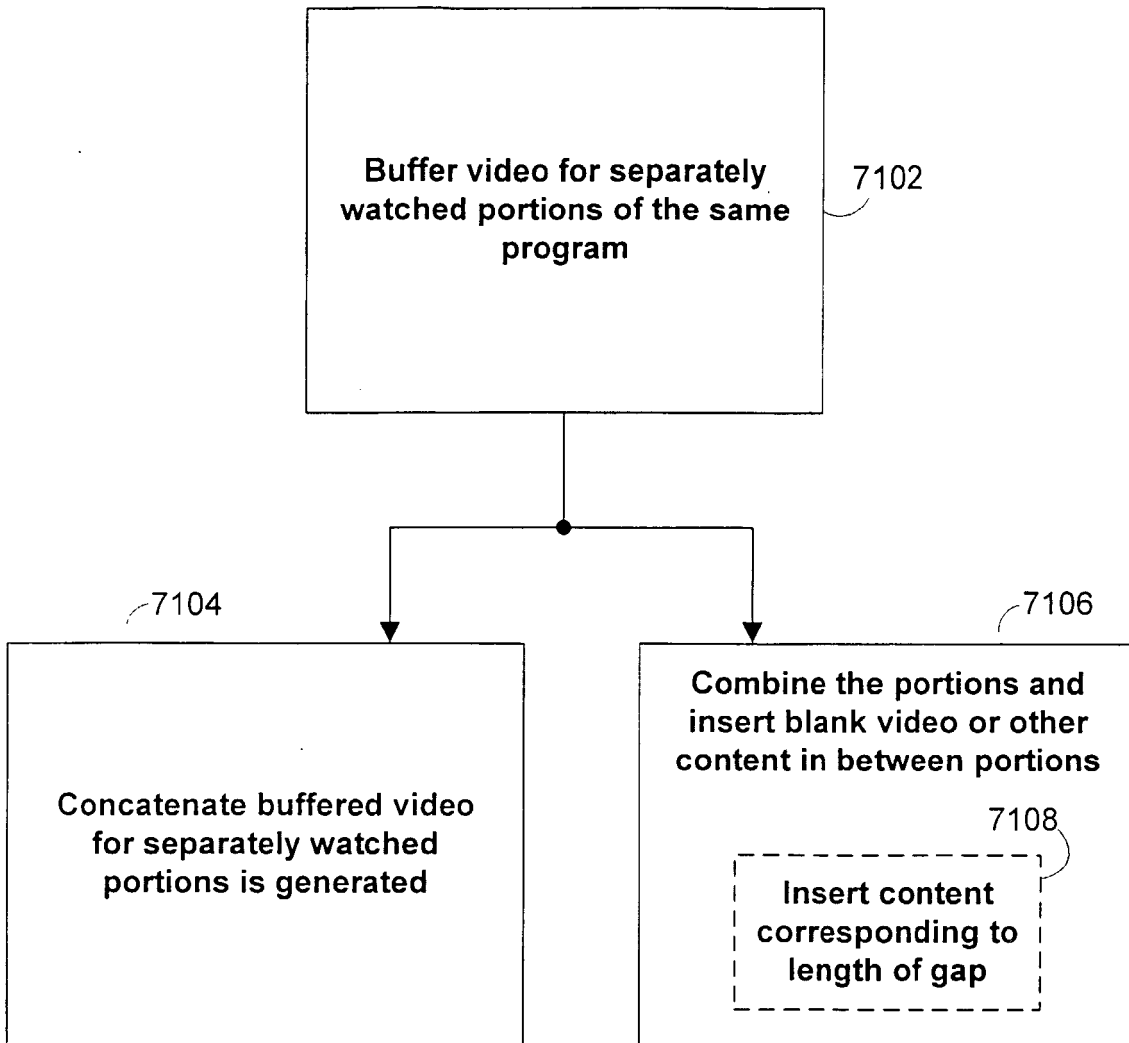 Buffer video for separately
watched portions of the same
program
7102
7104
Concatenate buffered video
for separately watched
portions is generated
7106
Combine the portions and
insert blank video or other
content in between portions
7108
Insert content
corresponding to
length of gap